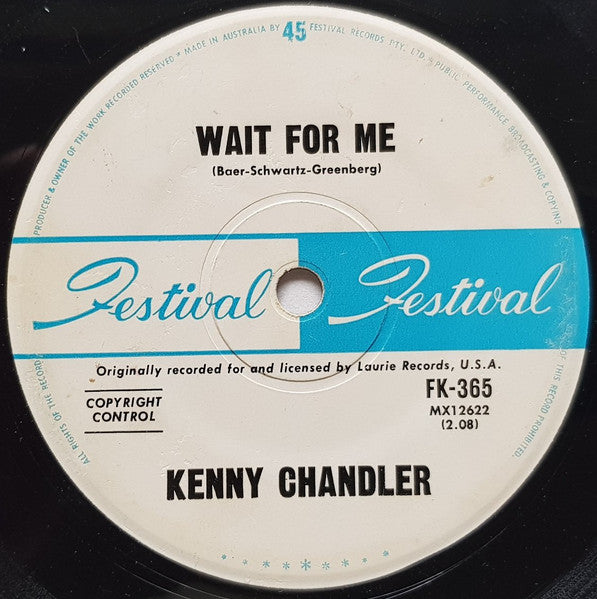 PRODUCER & OWNER OF THE WORK RECORDED RESERVED * MADE IN AUSTRALIA BY 45 FESTIVAL RECORDS PTY. LTD * PUBLIC PERFORMANCE BROADCASTING & COPYING
WAIT FOR ME
(Baer-Schwartz-Greenberg)
Festival Festival
Originally recorded for and licensed by Laurie Records, U.S.A.
COPYRIGHT
CONTROL
FK-365
MX12622
(2.08)
KENNY CHANDLER
ALL RIGHTS OF THE RECORD
OF THIS RECORD PROHIBITED.